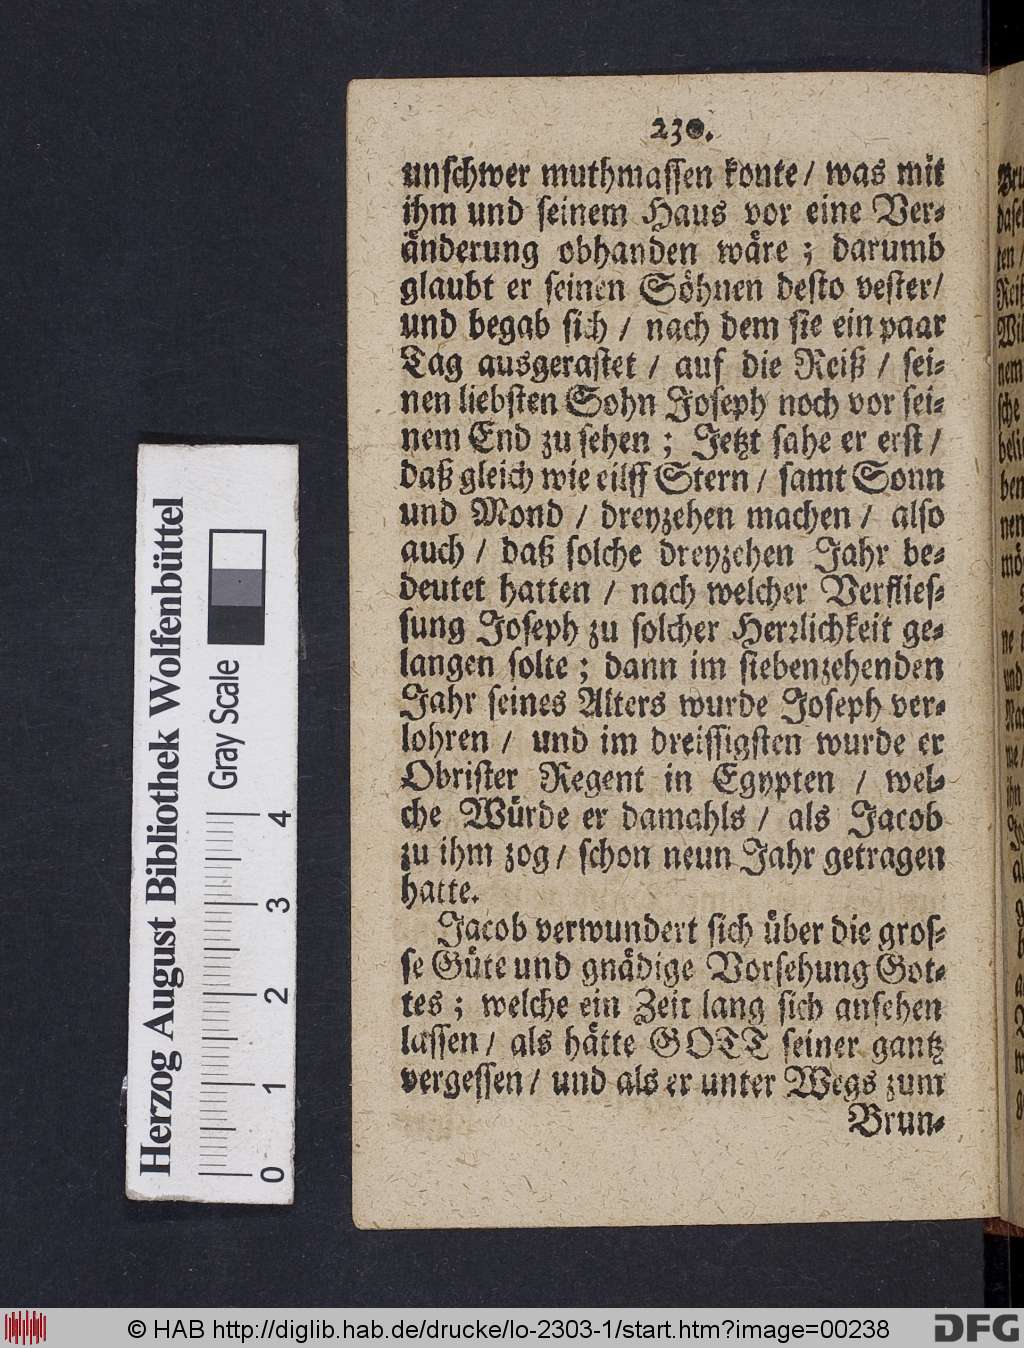 230.
unſchwer muthmaſſen konte / was mit
ihm und ſeinem Haus vor eine Ver⸗
änderung obhanden wäre ; darumb
glaubt er ſeinen Söhnen deſto veſter /
und begab ſich / nach dem ſie ein paar
Tag ausgeraſtet / auf die Reiß / ſei⸗
nen liebſten Sohn Joſeph noch vor ſei⸗
nem End zu ſehen ; Jetzt ſahe er erſt /
daß gleich wie eilff Stern / ſamt Sonn
und Mond / dreyzehen machen / alſo
auch / daß ſolche dreyzehen Jahr be⸗
deutet hatten / nach welcher Verflieſ⸗
ſung Joſeph zu ſolcher Herꝛlichkeit ge⸗
langen ſolte ; dann im ſiebenzehenden
Jahr ſeines Alters wurde Joſeph ver⸗
lohren / und im dreiſſigſten wurde er
Obriſter Regent in Egypten / wel⸗
che Würde er damahls / als Jacob
zu ihm zog / ſchon neun Jahr getragen
hatte.
Jacob verwundert ſich über die groſ⸗
ſe Güte und gnädige Vorſehung Got⸗
tes ; welche ein Zeit lang ſich anſehen
laſſen / als hätte GOTT ſeiner gantz
vergeſſen / und als er unter Wegs zum
Brun⸗
Herzog August Bibliothek Wolfenbüttel
Gray Scale
0 1 2 3 4
© HAB http://diglib.hab.de/drucke/lo-2303-1/start.htm?image=00238
DFG